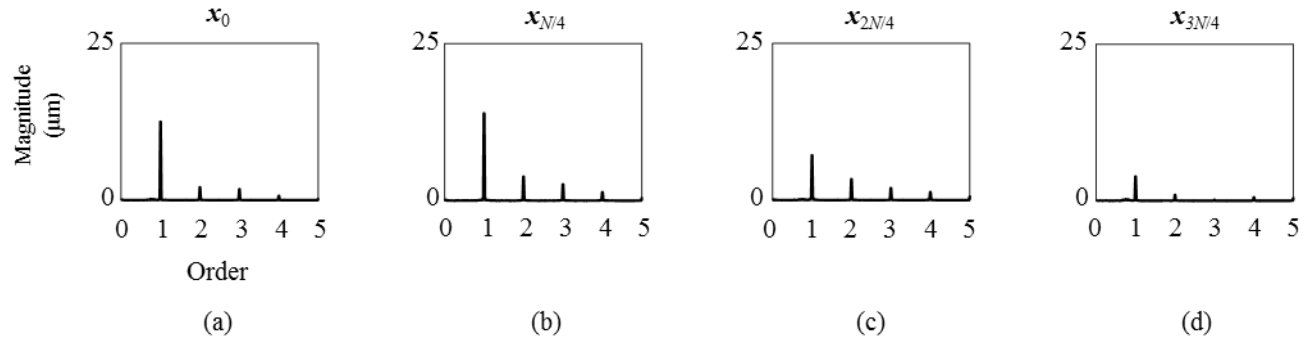 x0 xN/4 x2N/4 x3N/4
25 25 25 25
Magnitude
(μm)
0 0 0 0
0 1 2 3 4 5 0 1 2 3 4 5 0 1 2 3 4 5 0 1 2 3 4 5
Order
(a) (b) (c) (d)